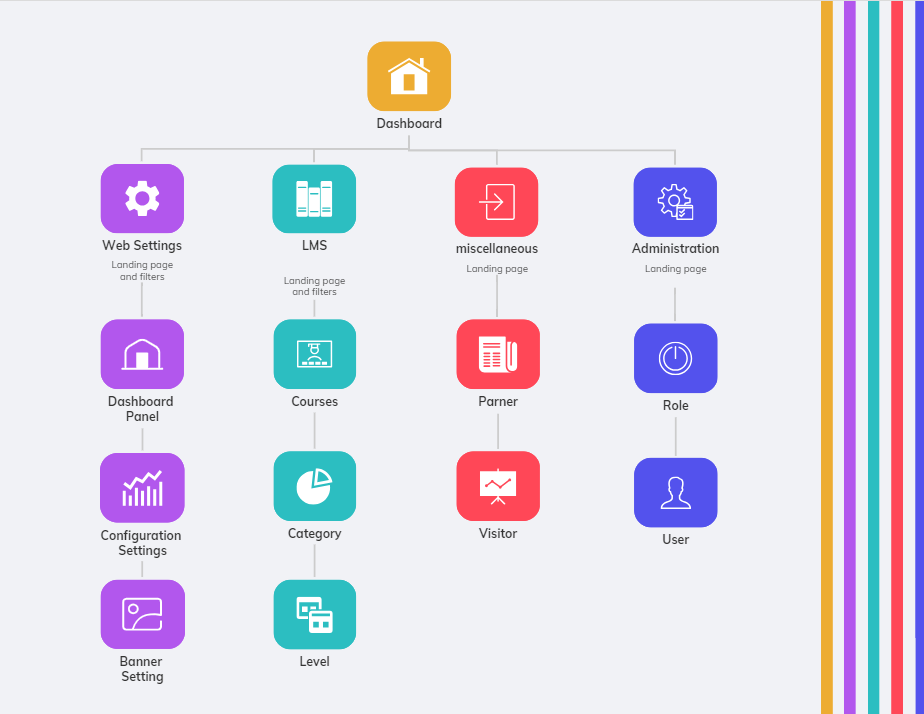 Dashboard
Web Settings
Landing page
and filters
LMS
Landing page
and filters
miscellaneous
Landing page
Administration
Landing page
Dashboard
Panel
Courses
Parner
Role
Configuration
Settings
Category
Visitor
User
Banner
Setting
Level